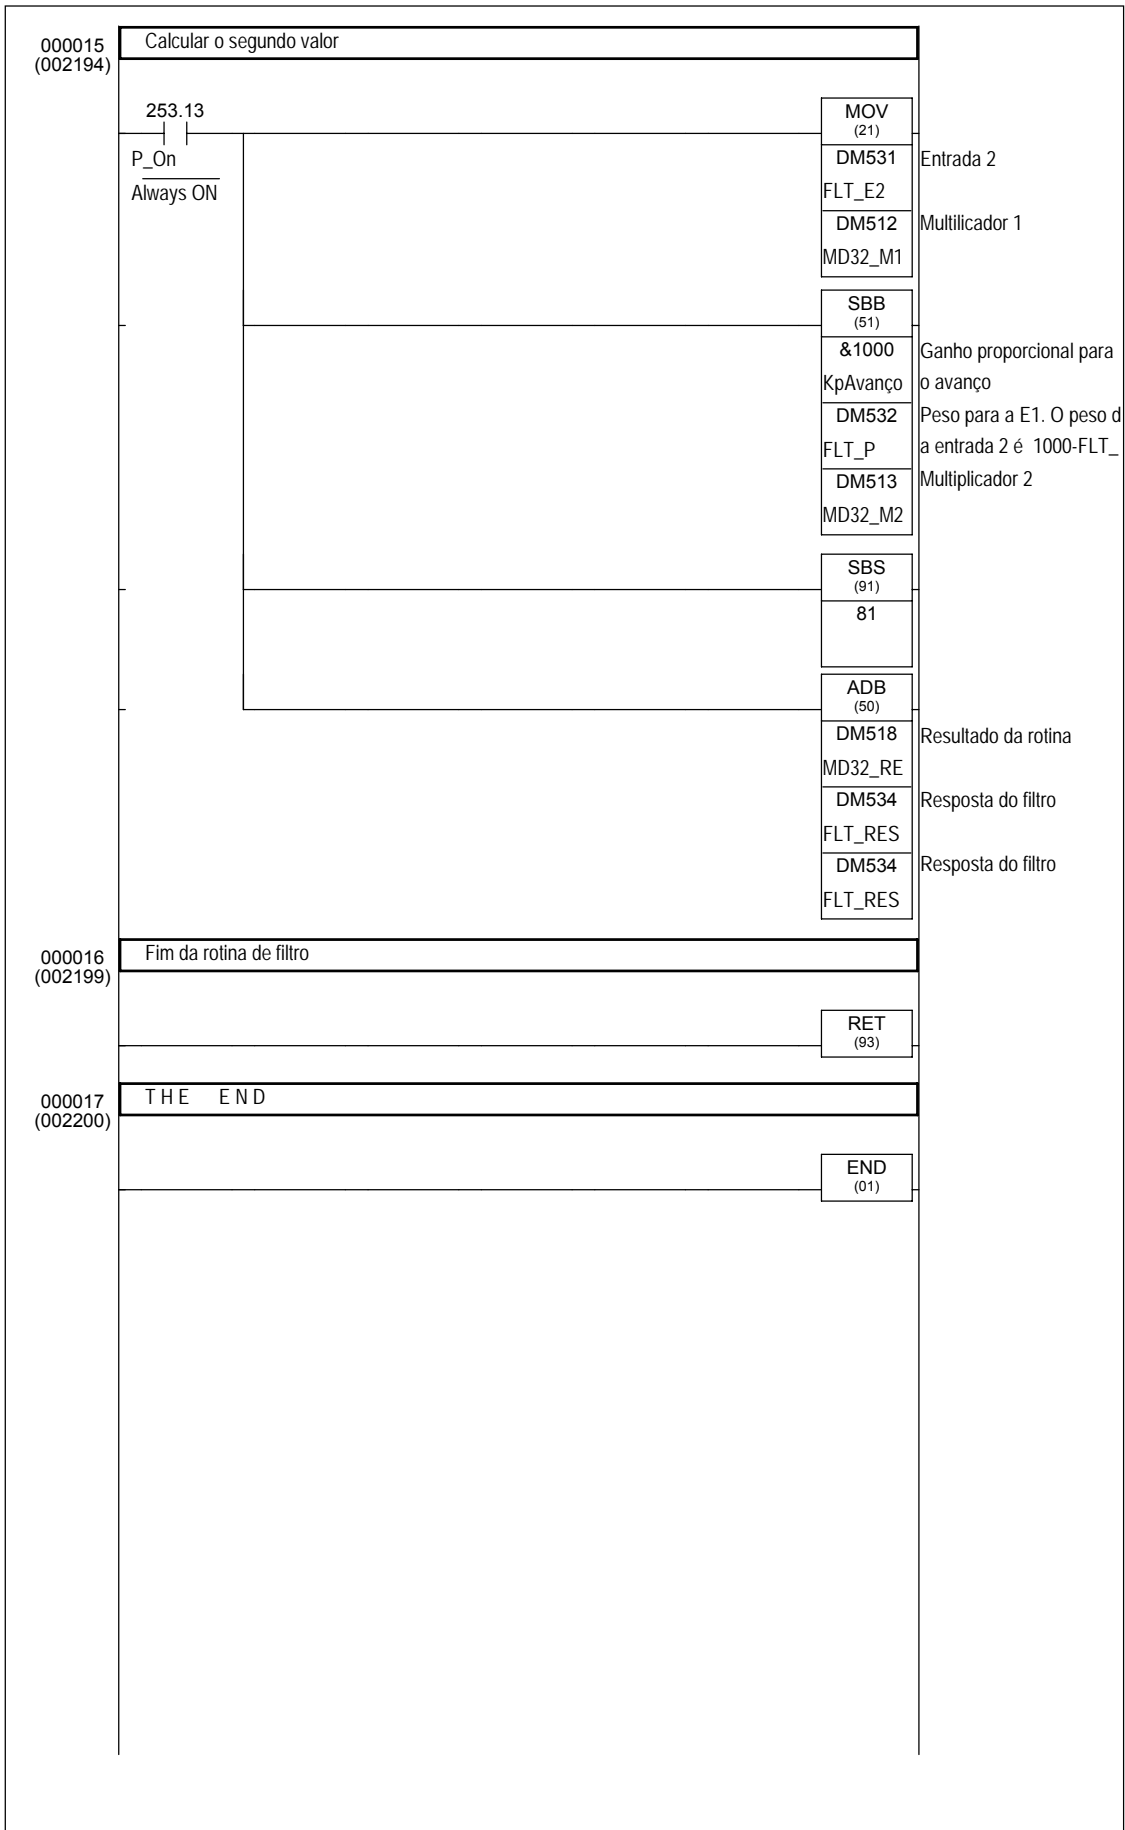 000015
(002194)
Calcular o segundo valor
253.13
P_On
Always ON
MOV
(21)
DM531
FLT_E2
Entrada 2
DM512
MD32_M1
Multilicador 1
SBB
(51)
&1000
KpAvanço
Ganho proporcional para
o avanço
DM532
FLT_P
Peso para a E1. O peso d
a entrada 2 é 1000-FLT_
DM513
MD32_M2
Multiplicador 2
SBS
(91)
81
ADB
(50)
DM518
MD32_RE
Resultado da rotina
DM534
FLT_RES
Resposta do filtro
DM534
FLT_RES
Resposta do filtro
000016
(002199)
Fim da rotina de filtro
RET
(93)
000017
(002200)
T H E   E N D
END
(01)